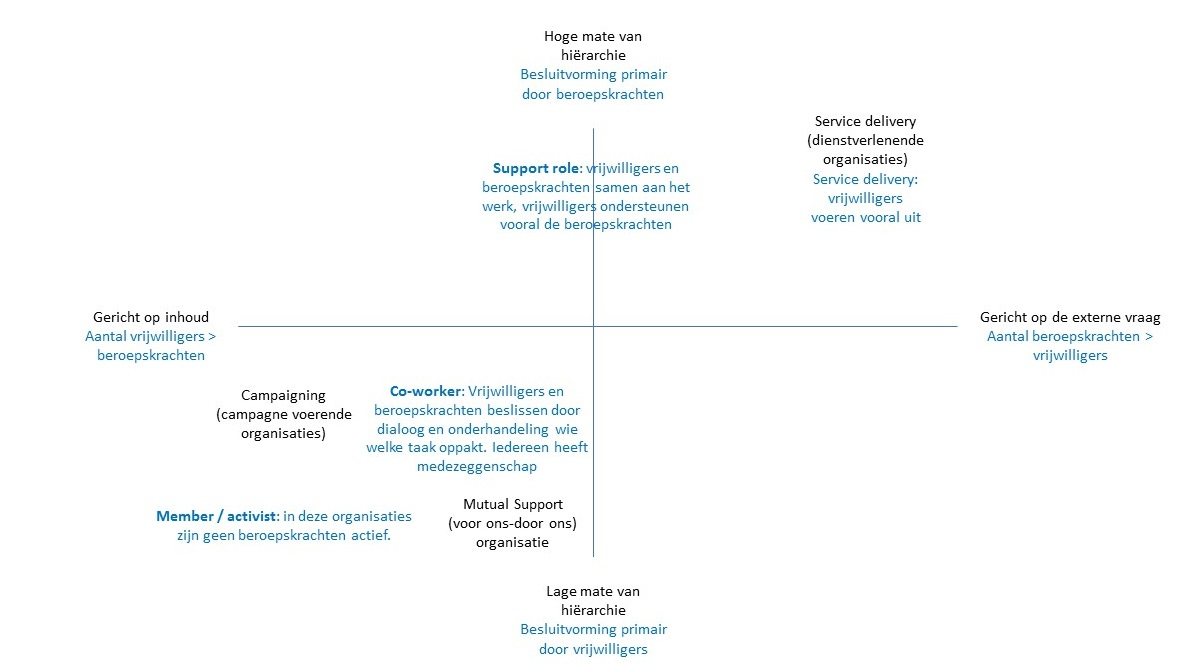 Hoge mate van
hiërarchie
Besluitvorming primair
door beroepskrachten
Service delivery
(dienstverlenende
organisaties)
Service delivery:
vrijwilligers
voeren vooral uit
Support role: vrijwilligers en
beroepskrachten samen aan het
werk, vrijwilligers ondersteunen
vooral de beroepskrachten
Gericht op inhoud
Aantal vrijwilligers >
beroepskrachten
Gericht op de externe vraag
Aantal beroepskrachten >
vrijwilligers
Campaigning
(campagne voerende
organisaties)
Co-worker: Vrijwilligers en
beroepskrachten beslissen door
dialoog en onderhandeling wie
welke taak oppakt. Iedereen heeft
medezeggenschap
Member / activist: in deze organisaties
zijn geen beroepskrachten actief.
Mutual Support
(voor ons-door ons)
organisatie
Lage mate van
hiërarchie
Besluitvorming primair
door vrijwilligers